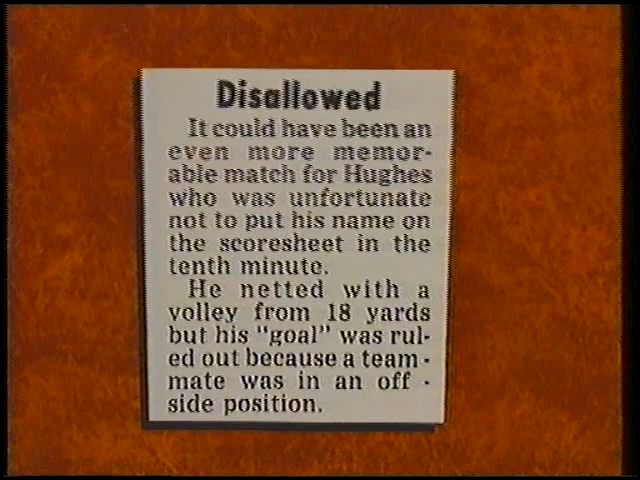 Disallowed
It could have been an
even more memor-
able match for Hughes
who was unfortunate
not to put his name on
the scoresheet in the
tenth minute.
He netted with a
volley from 18 yards
but his "goal" was rul-
ed out because a team-
mate was in an off-
side position.